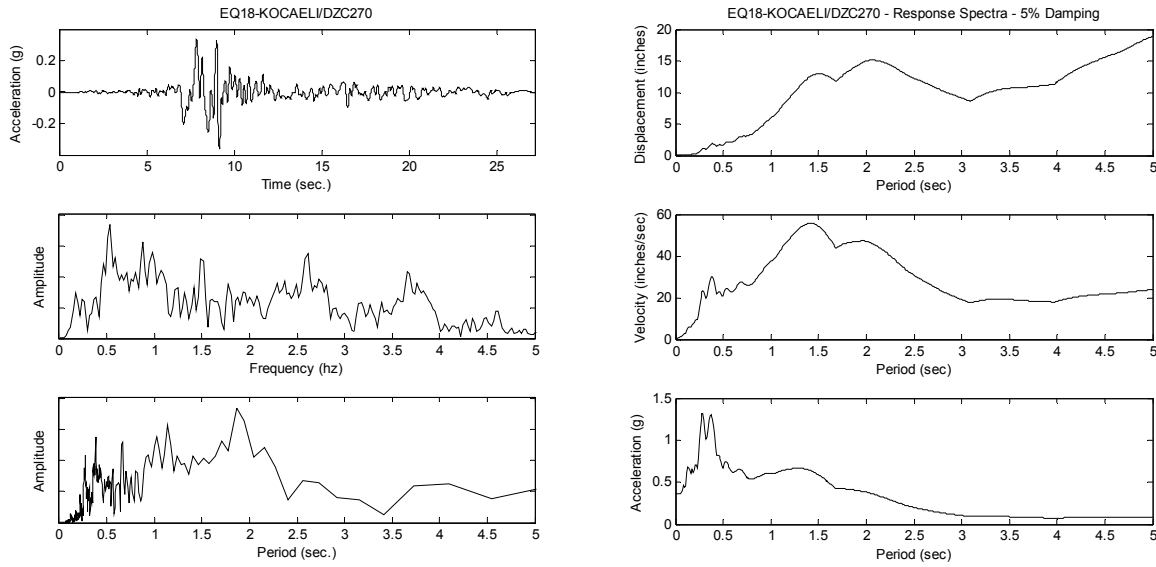 EQ18-KOCAELI/DZC270
Acceleration (g)
0.2
0
-0.2
0 5 10 15 20 25
Time (sec.)
Amplitude
0 0.5 1 1.5 2 2.5 3 3.5 4 4.5 5
Frequency (hz)
Amplitude
0 0.5 1 1.5 2 2.5 3 3.5 4 4.5 5
Period (sec.)
EQ18-KOCAELI/DZC270 - Response Spectra - 5% Damping
Displacement (inches)
20
15
10
5
0
0 0.5 1 1.5 2 2.5 3 3.5 4 4.5 5
Period (sec)
Velocity (inches/sec)
60
40
20
0
0 0.5 1 1.5 2 2.5 3 3.5 4 4.5 5
Period (sec)
Acceleration (g)
1.5
1
0.5
0
0 0.5 1 1.5 2 2.5 3 3.5 4 4.5 5
Period (sec)